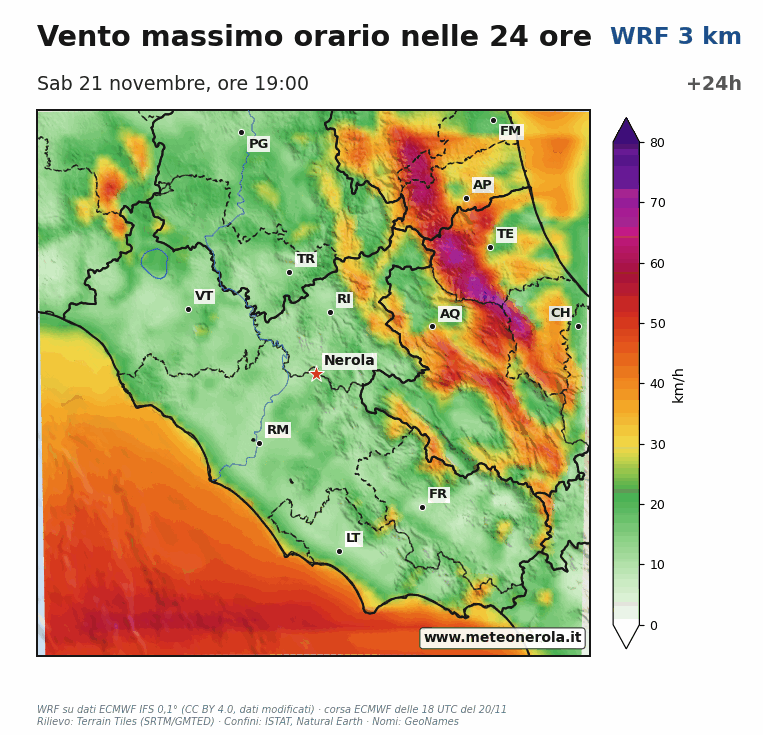 Vento massimo orario nelle 24 ore WRF 3 km
Sab 21 novembre, ore 19:00 +24h
FM
PG
AP
TE
TR
VT
RI
AQ
CH
Nerola
RM
FR
LT
www.meteonerola.it
80
70
60
50
40
30
20
10
0
km/h
WRF su dati ECMWF IFS 0,1° (CC BY 4.0, dati modificati) · corsa ECMWF delle 18 UTC del 20/11
Rilievo: Terrain Tiles (SRTM/GMTED) · Confini: ISTAT, Natural Earth · Nomi: GeoNames